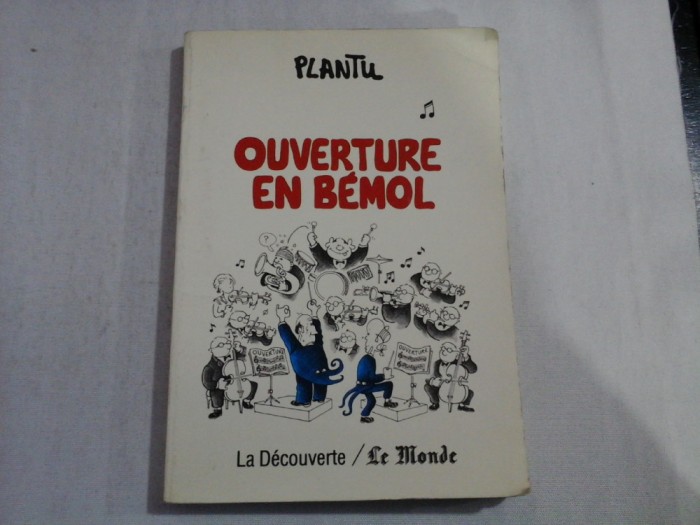 PLANTU
OUVERTURE
EN BÉMOL
?
OUVERTURE
OUVERTURE
La Découverte / Le Monde